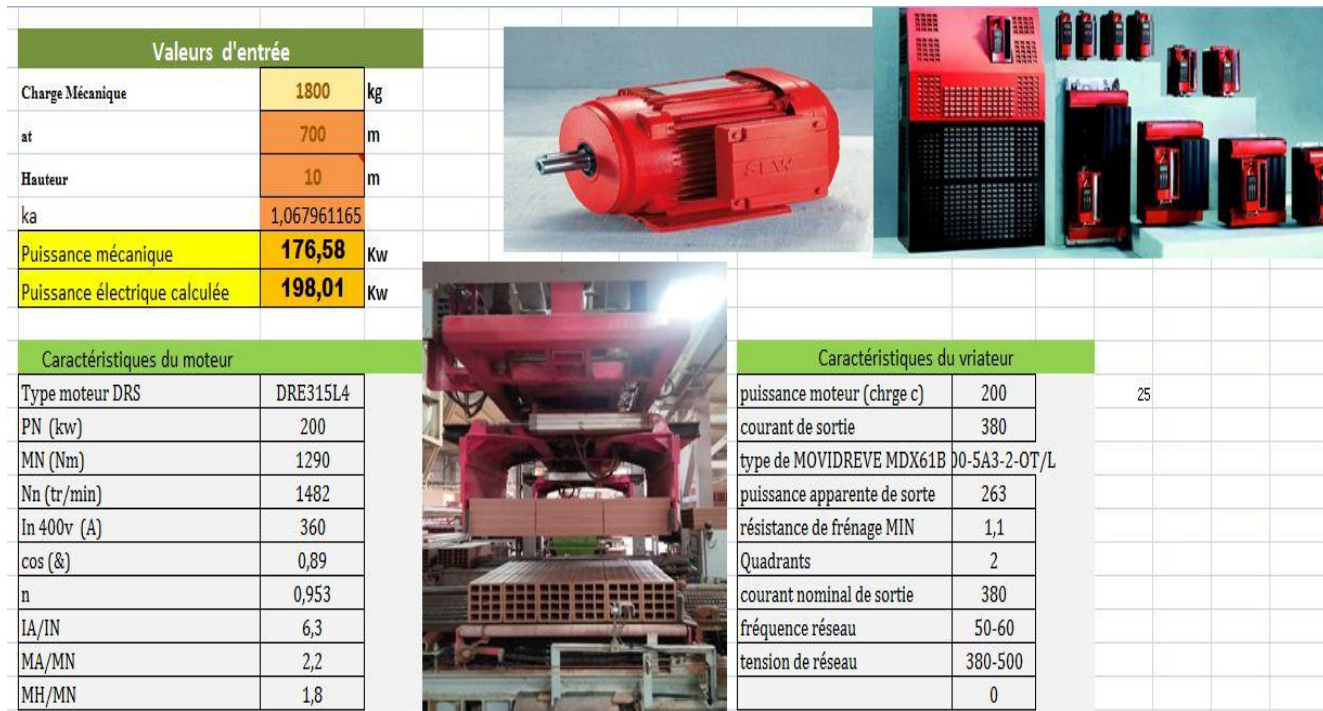 Valeurs d'entrée
Charge Mécanique 1800 kg
at 700 m
Hauteur 10 m
ka 1,067961165
Puissance mécanique 176,58 Kw
Puissance électrique calculée 198,01 Kw
Caractéristiques du moteur
Type moteur DRS DRE315L4
PN (kw) 200
MN (Nm) 1290
Nn (tr/min) 1482
In 400v (A) 360
cos (&) 0,89
n 0,953
IA/IN 6,3
MA/MN 2,2
MH/MN 1,8
SEW
Caractéristiques du vriateur
puissance moteur (chrge c) 200 25
courant de sortie 380
type de MOVIDREVE MDX61B 00-5A3-2-OT/L
puissance apparente de sorte 263
résistance de frénage MIN 1,1
Quadrants 2
courant nominal de sortie 380
fréquence réseau 50-60
tension de réseau 380-500
0